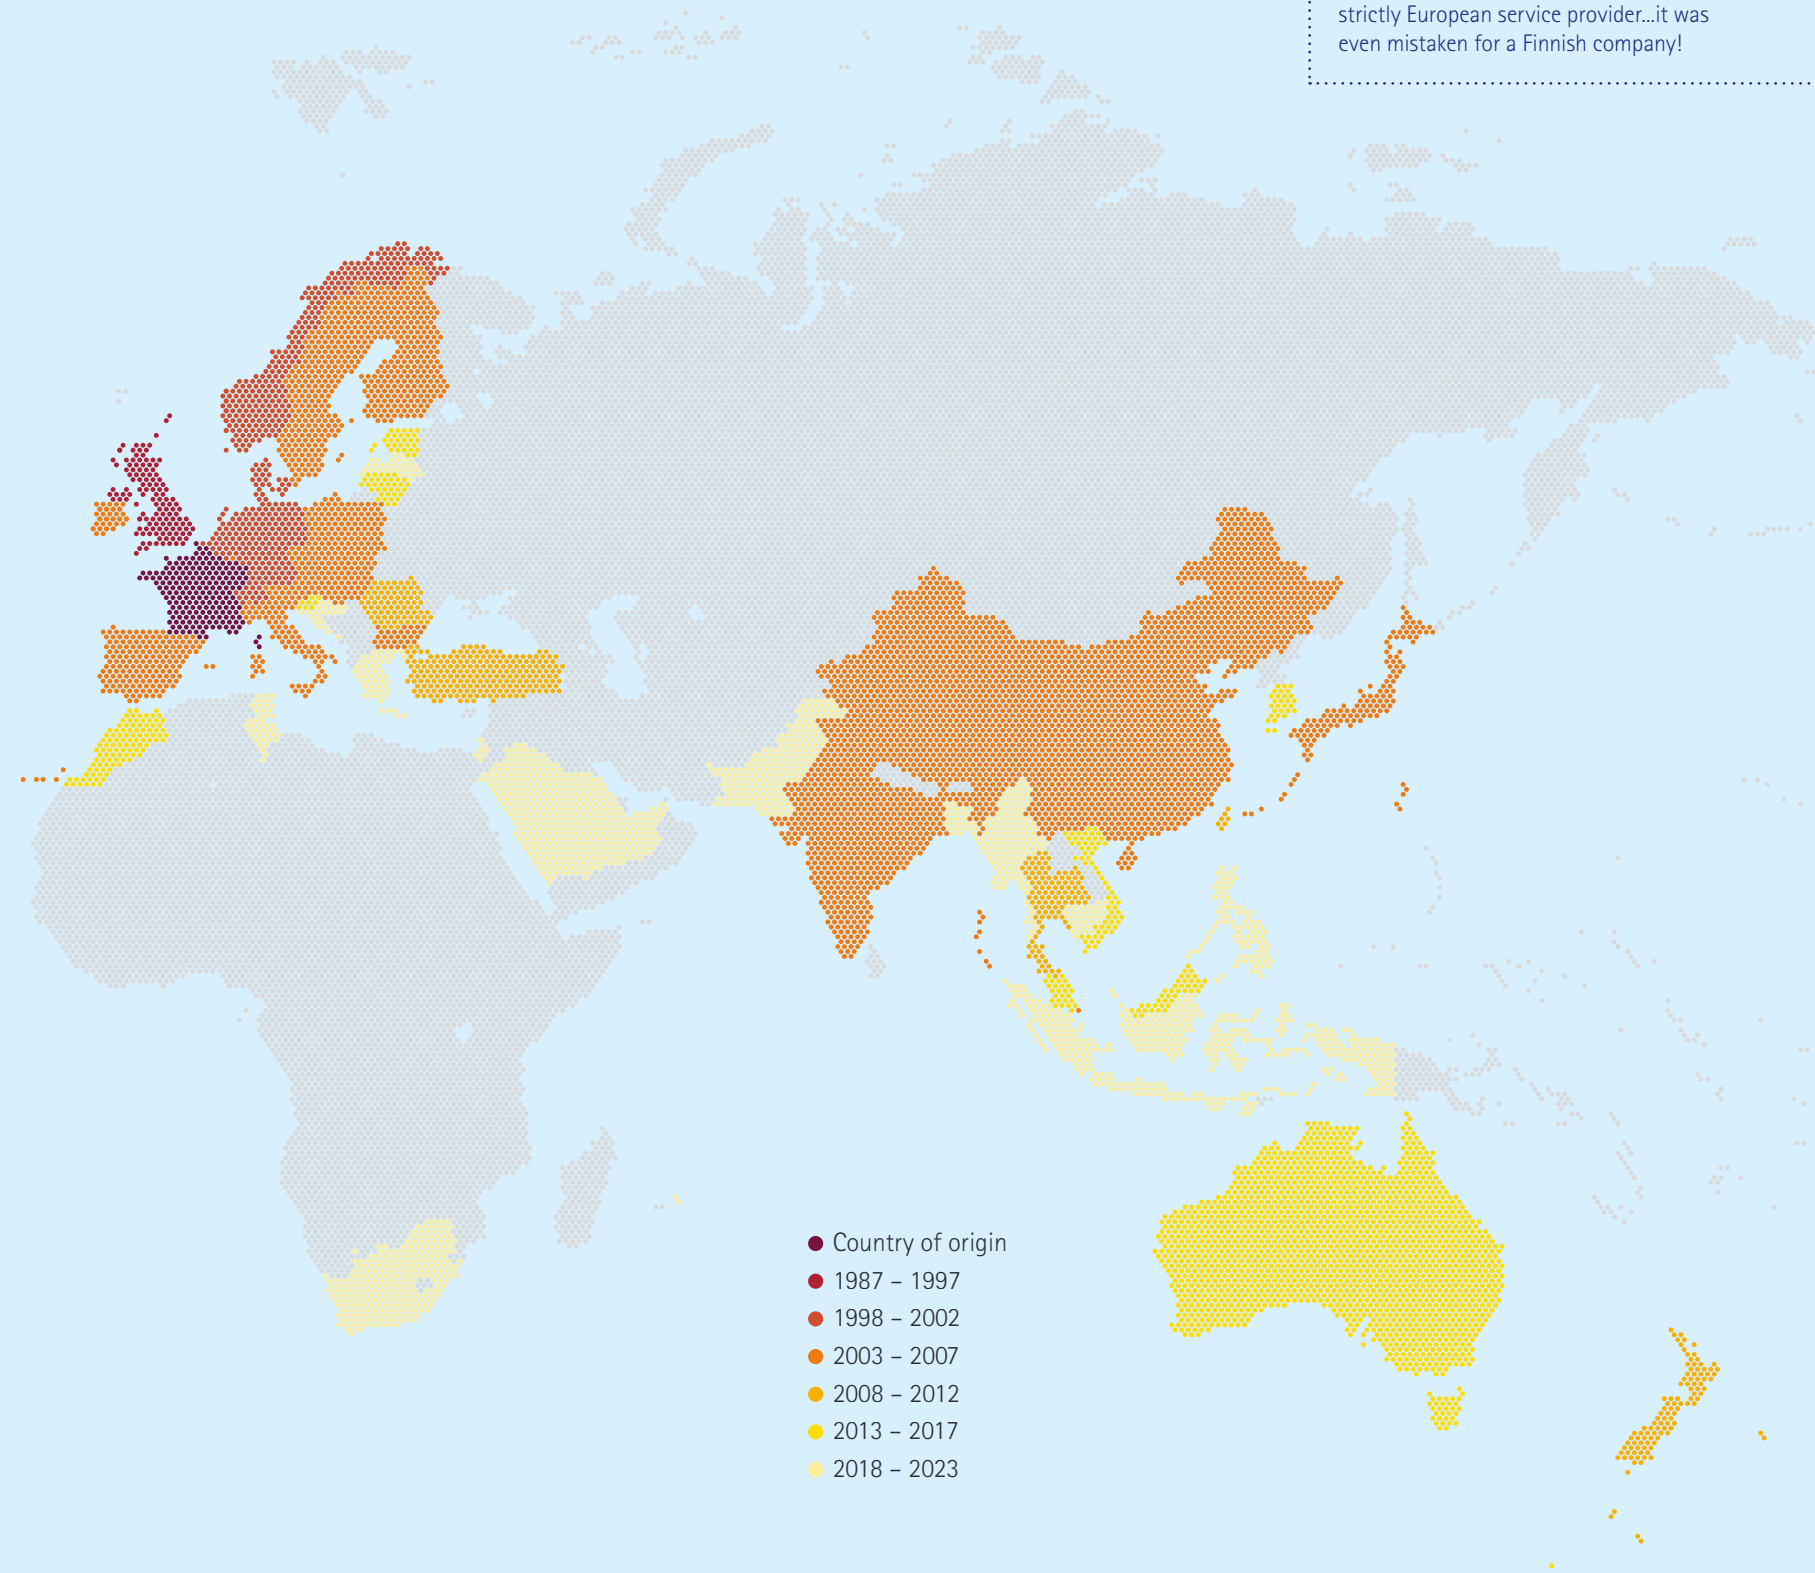 strictly European service provider...it was
even mistaken for a Finnish company!
Country of origin
1987 – 1997
1998 – 2002
2003 – 2007
2008 – 2012
2013 – 2017
2018 – 2023